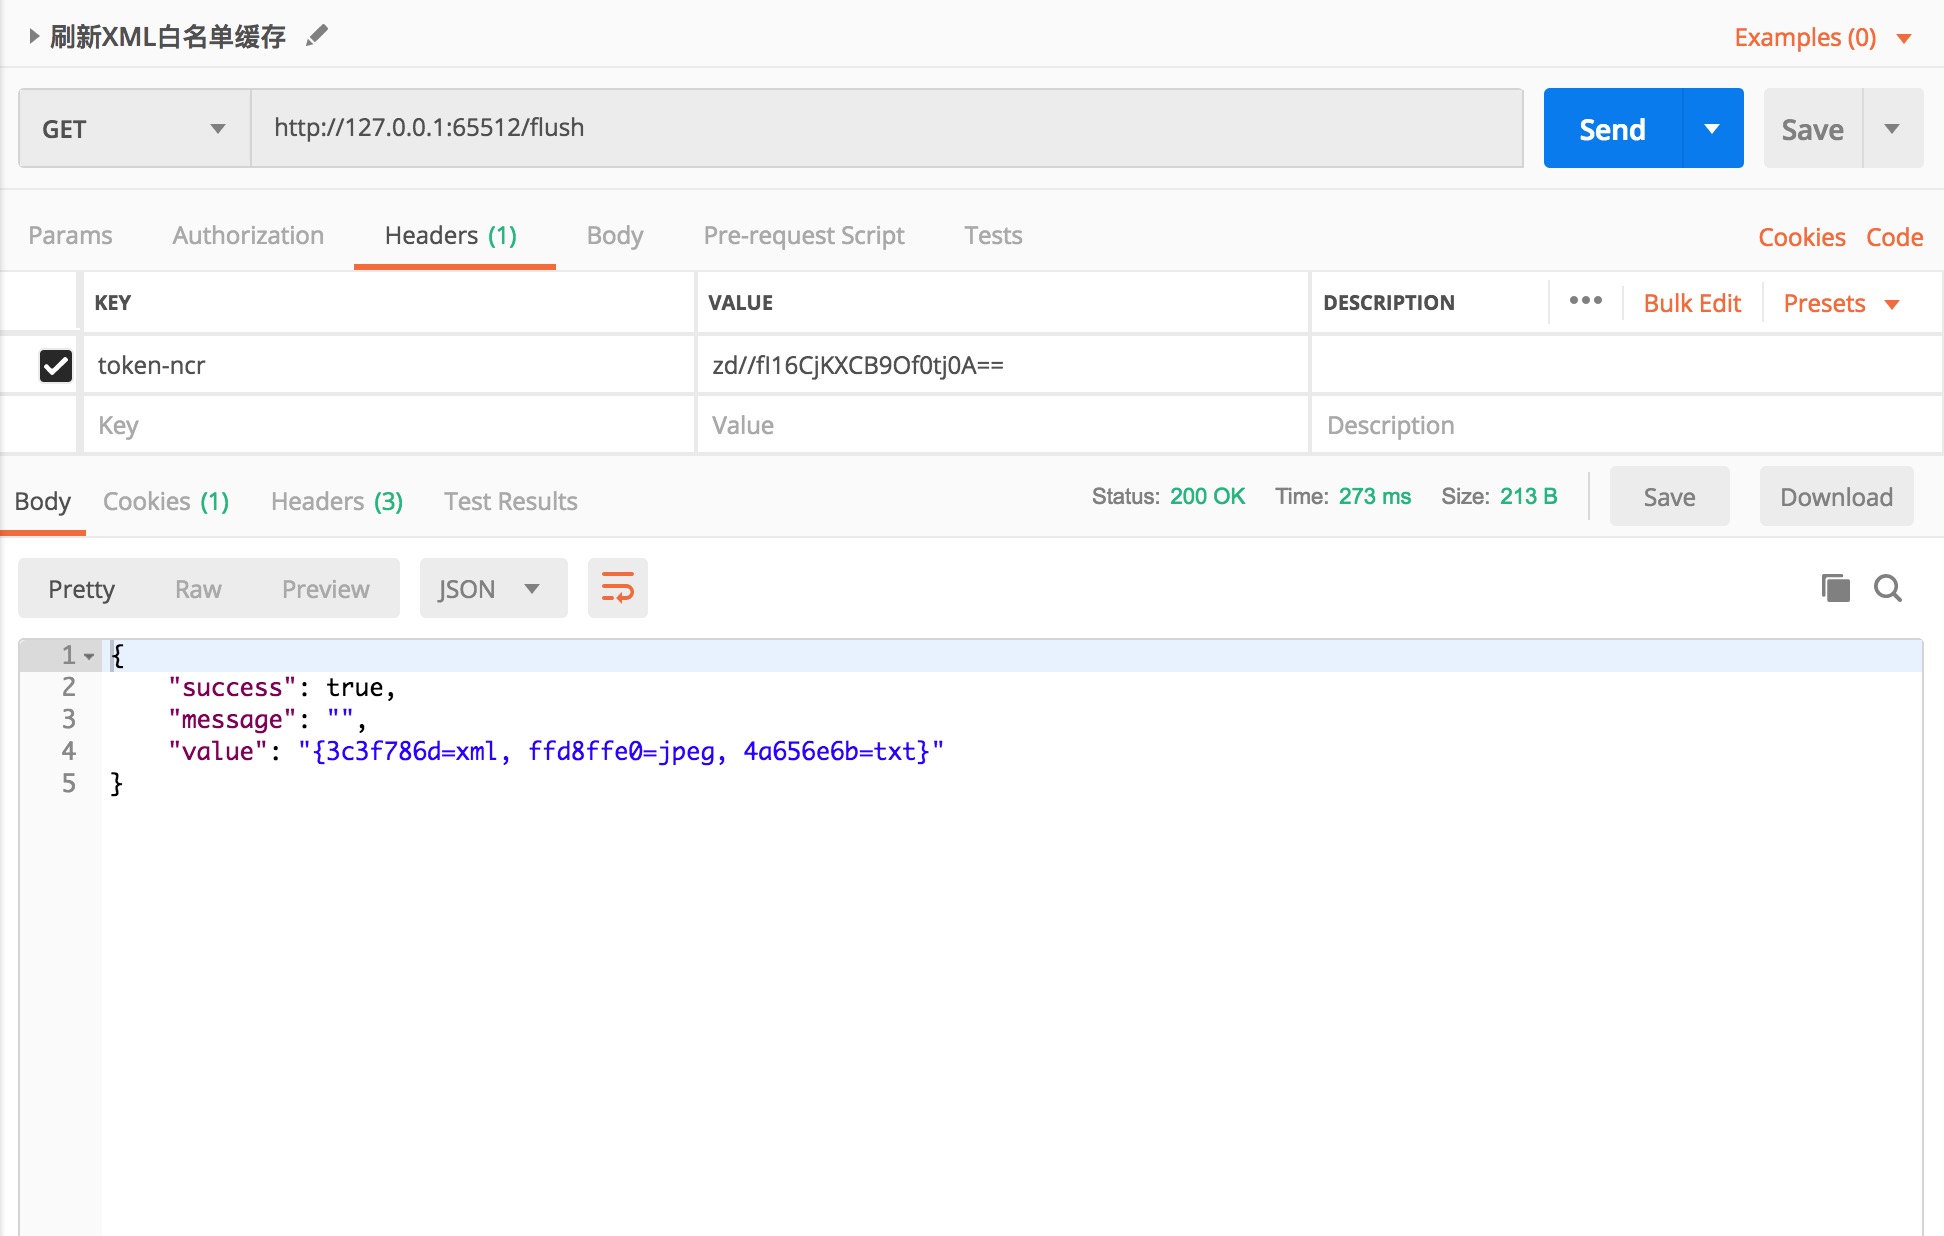 刷新XML白名单缓存
Examples (0)
GET
http://127.0.0.1:65512/flush
Send
Save
Params Authorization Headers (1) Body Pre-request Script Tests Cookies Code
KEY VALUE DESCRIPTION ••• Bulk Edit Presets
token-ncr zd//fl16CjKXCB9Of0tj0A==
Key Value Description
Body Cookies (1) Headers (3) Test Results Status: 200 OK Time: 273 ms Size: 213 B Save Download
Pretty Raw Preview JSON
1 {
2 "success": true,
3 "message": "",
4 "value": "{3c3f786d=xml, ffd8ffe0=jpeg, 4a656e6b=txt}"
5 }